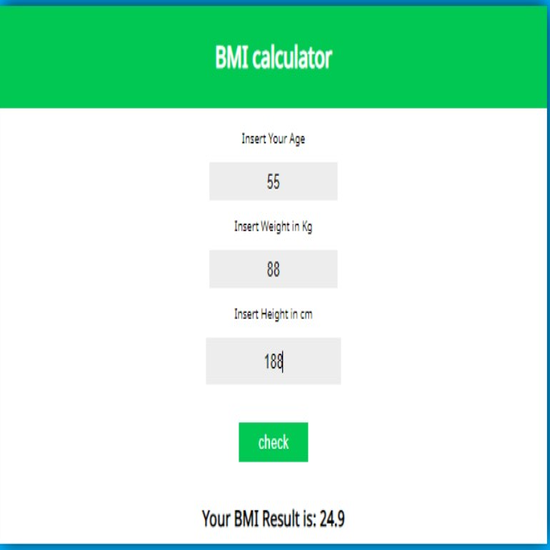 BMI calculator
Insert Your Age
55
Insert Weight in Kg
88
Insert Height in cm
188
check
Your BMI Result is: 24.9